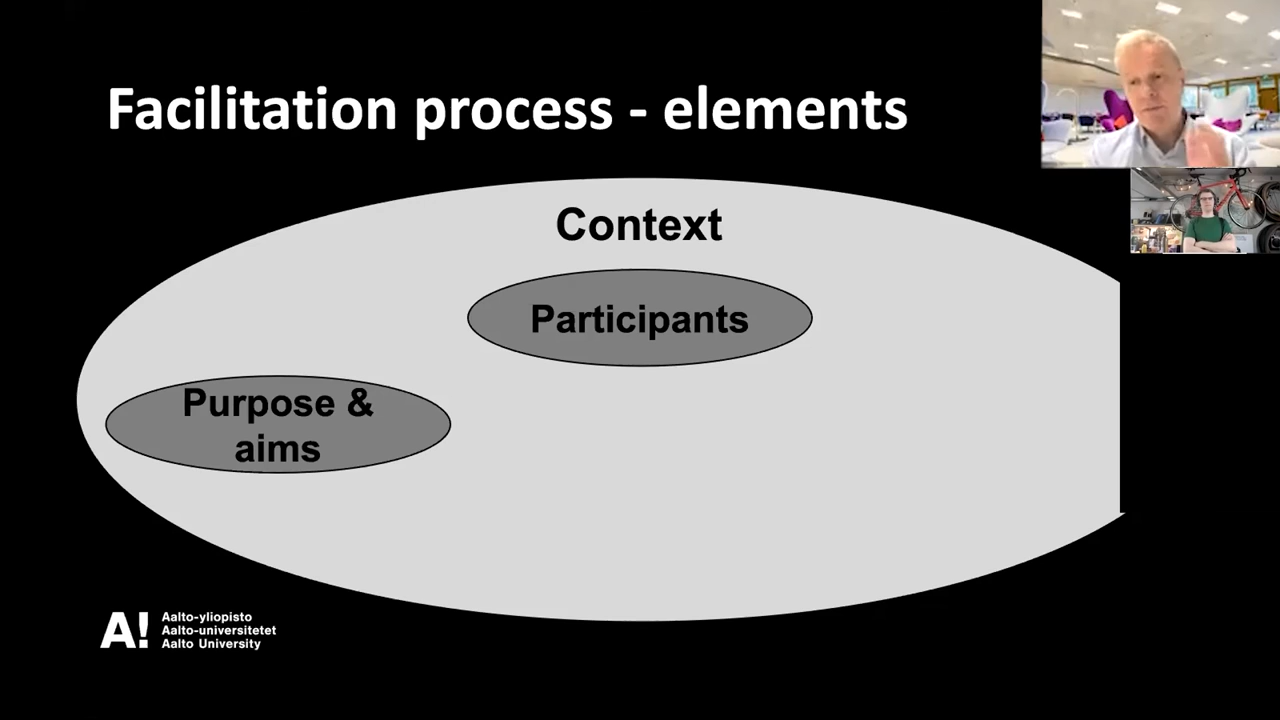 Facilitation process - elements
Context
Participants
Purpose &
aims
A!
Aalto-yliopisto
Aalto-universitetet
Aalto University